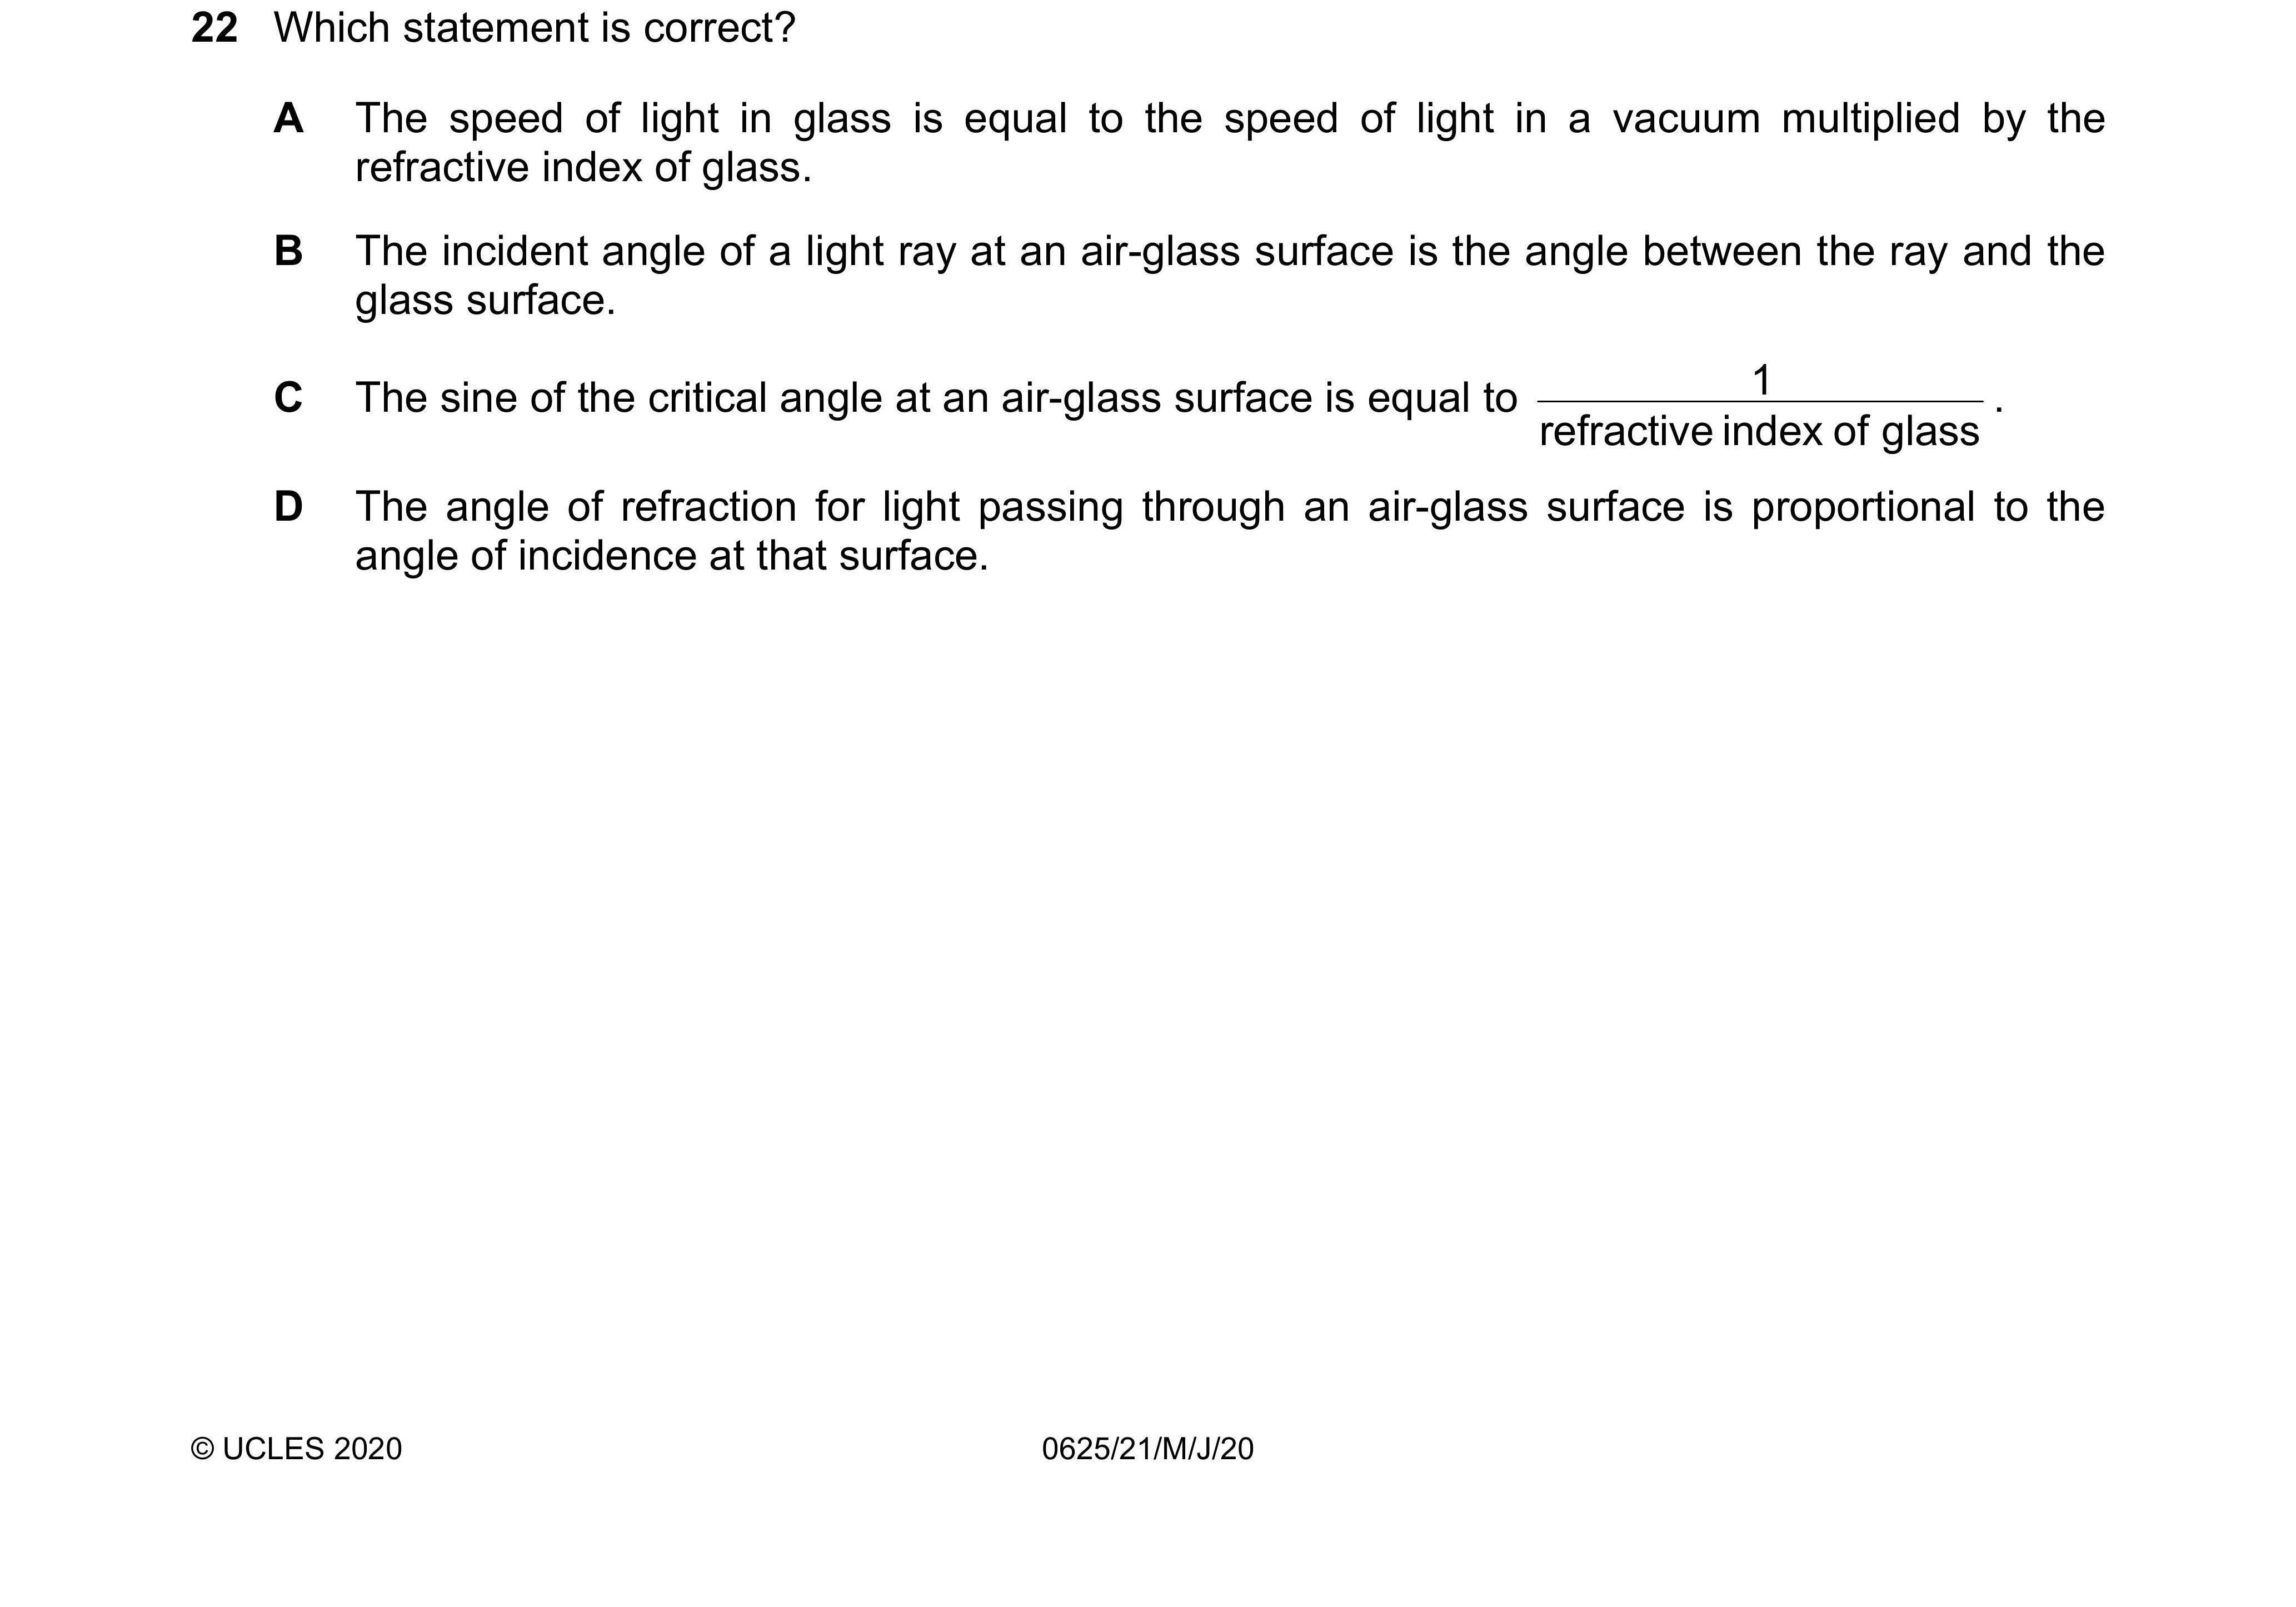 22 Which statement is correct?
A The speed of light in glass is equal to the speed of light in a vacuum multiplied by the
refractive index of glass.
B The incident angle of a light ray at an air-glass surface is the angle between the ray and the
glass surface.
C The sine of the critical angle at an air-glass surface is equal to 1 / refractive index of glass .
D The angle of refraction for light passing through an air-glass surface is proportional to the
angle of incidence at that surface.
© UCLES 2020 0625/21/M/J/20